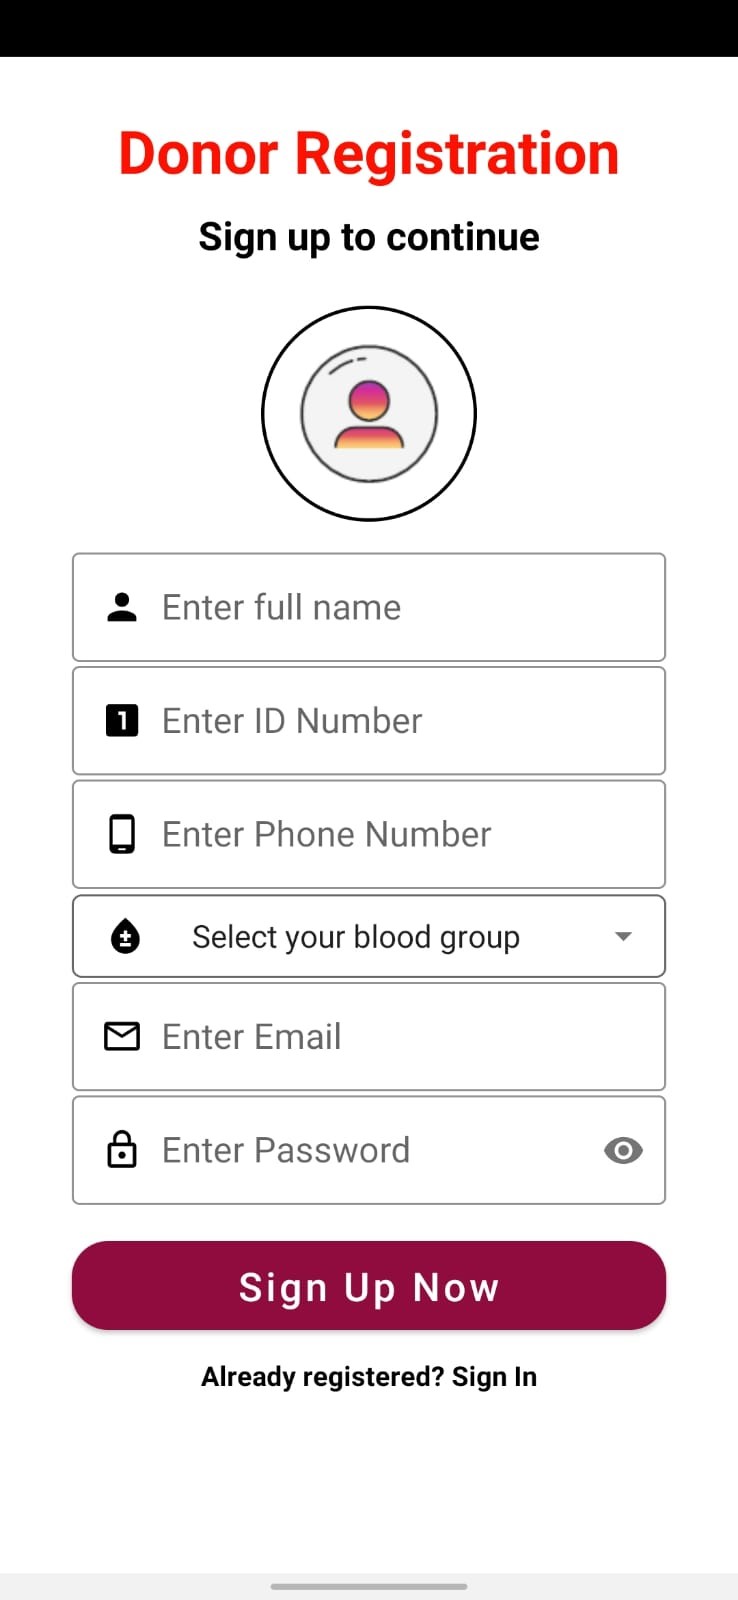 Donor Registration
Sign up to continue
Enter full name
1 Enter ID Number
Enter Phone Number
Select your blood group
Enter Email
Enter Password
Sign Up Now
Already registered? Sign In